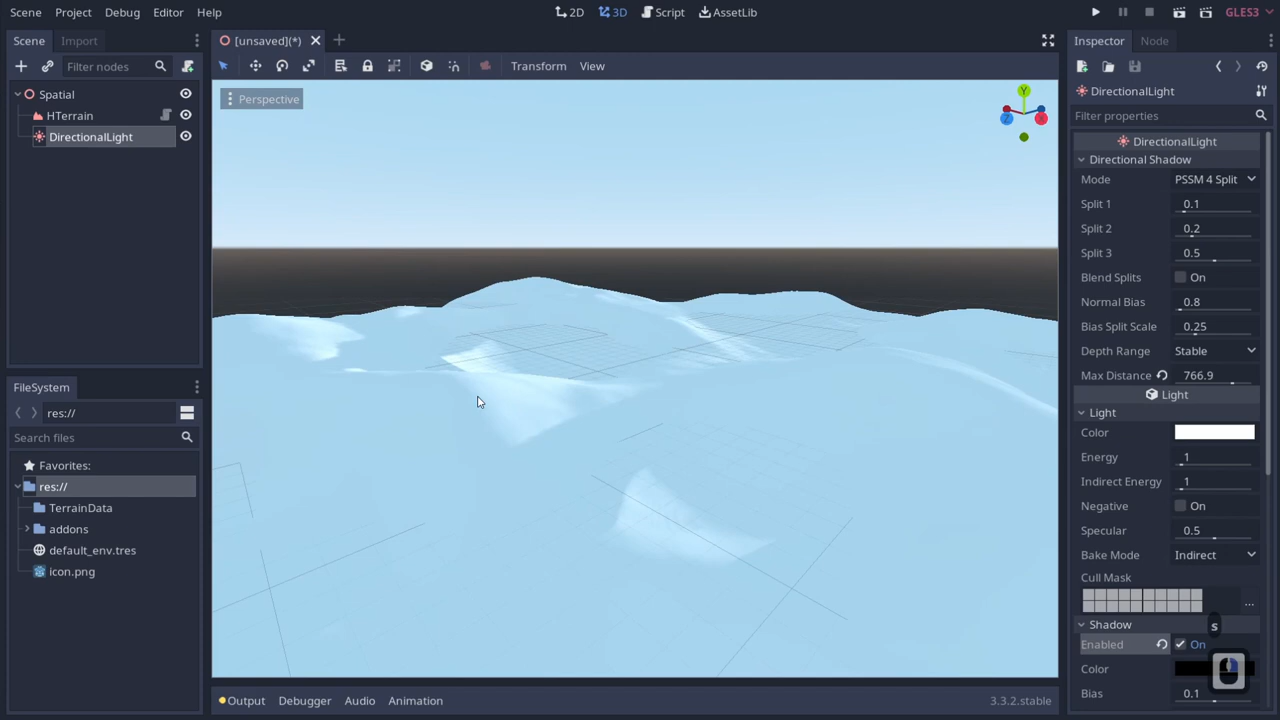 Scene Project Debug Editor Help
2D 3D Script AssetLib
GLES3
Scene Import
[unsaved](*)
Inspector Node
Filter nodes
Transform View
Spatial
HTerrain
DirectionalLight
Perspective
Y
Z X
DirectionalLight
Filter properties
DirectionalLight
Directional Shadow
Mode PSSM 4 Split
Split 1 0.1
Split 2 0.2
Split 3 0.5
Blend Splits On
Normal Bias 0.8
Bias Split Scale 0.25
Depth Range Stable
Max Distance 766.9
Light
Light
Color
Energy 1
Indirect Energy 1
Negative On
Specular 0.5
Bake Mode Indirect
Cull Mask
...
Shadow
s
Enabled On
Color
Bias 0.1
FileSystem
res://
Search files
Favorites:
res://
TerrainData
addons
default_env.tres
icon.png
Output Debugger Audio Animation
3.3.2.stable